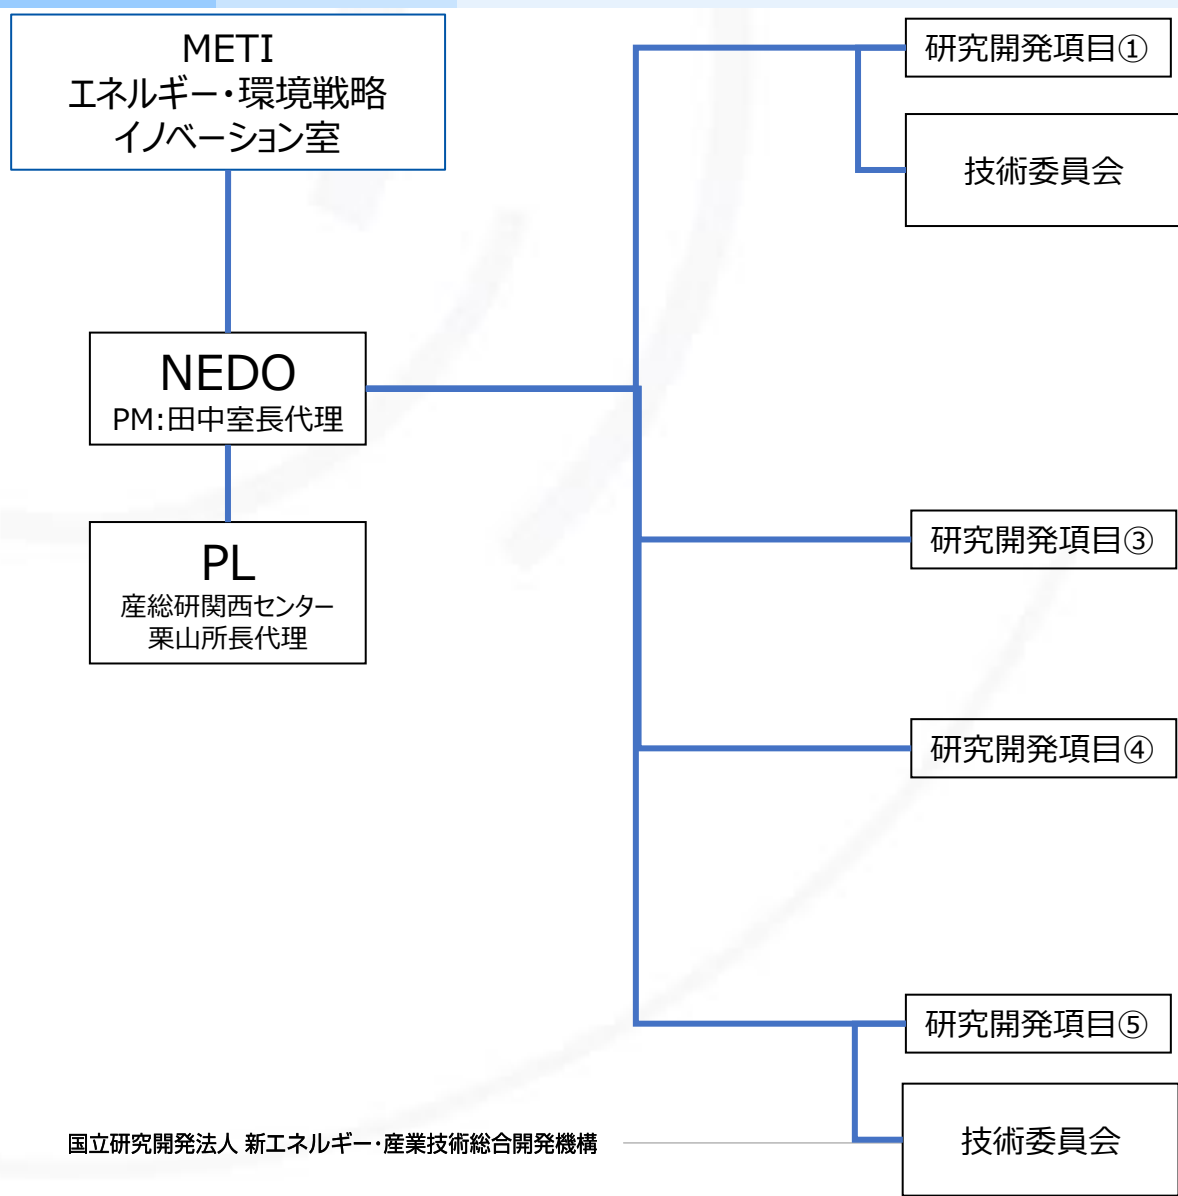 METI
エネルギー・環境戦略
イノベーション室
NEDO
PM:田中室長代理
PL
産総研関西センター
栗山所長代理
研究開発項目①
技術委員会
研究開発項目③
研究開発項目④
研究開発項目⑤
技術委員会
国立研究開発法人 新エネルギー・産業技術総合開発機構